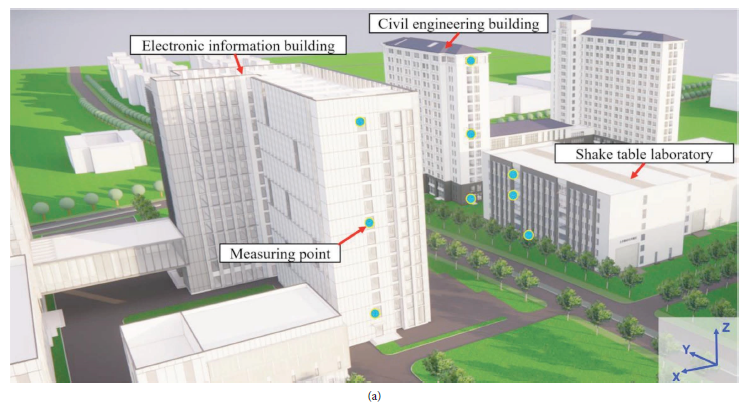 Civil engineering building
Electronic information building
Shake table laboratory
Measuring point
Z
Y
X
(a)